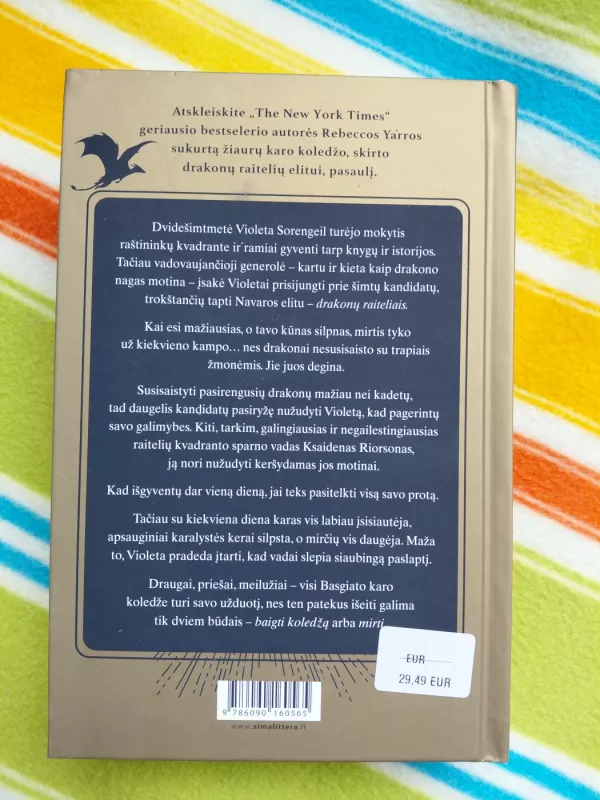 Atskleiskite „The New York Times“
geriausio bestselerio autorės Rebeccos Yarros
sukurtą žiaurų karo koledžo, skirto
drakonų raitelių elitui, pasaulį.
Dvidešimtmetė Violeta Sorengeil turėjo mokytis
raštininkų kvadrante ir ramiai gyventi tarp knygų ir istorijos.
Tačiau vadovaujančioji generolė – kartu ir kieta kaip drakono
nagas motina – įsakė Violetai prisijungti prie šimtų kandidatų,
trokštančių tapti Navaros elitu – drakonų raiteliais.
Kai esi mažiausias, o tavo kūnas silpnas, mirtis tyko
už kiekvieno kampo... nes drakonai nesusisaisto su trapiais
žmonėmis. Jie juos degina.
Susisaistyti pasirengusių drakonų mažiau nei kadetų,
tad daugelis kandidatų pasiryžę nužudyti Violetą, kad pagerintų
savo galimybes. Kiti, tarkim, galingiausias ir negailestingiausias
raitelių kvadranto sparno vadas Ksaidenas Riorsonas,
ją nori nužudyti keršydamas jos motinai.
Kad išgyventų dar vieną dieną, jai teks pasitelkti visą savo protą.
Tačiau su kiekviena diena karas vis labiau įsisiautėja,
apsauginiai karalystės kerai silpsta, o mirčių vis daugėja. Maža
to, Violeta pradeda įtarti, kad vadai slepia siaubingą paslaptį.
Draugai, priešai, meilužiai – visi Basgiato karo
koledže turi savo užduotį, nes ten patekus išeiti galima
tik dviem būdais – baigti koledžą arba mirti.
EUR
29,49 EUR
9 786090 160565
www.almalittera.lt